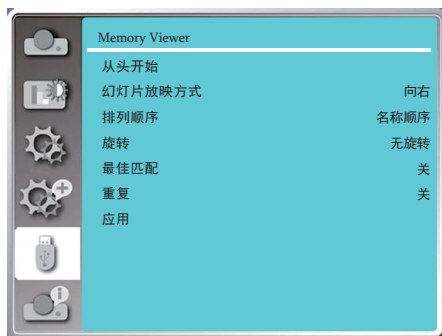 Memory Viewer
从头开始
幻灯片放映方式 向右
排列顺序 名称顺序
旋转 无旋转
最佳匹配 关
重复 关
应用